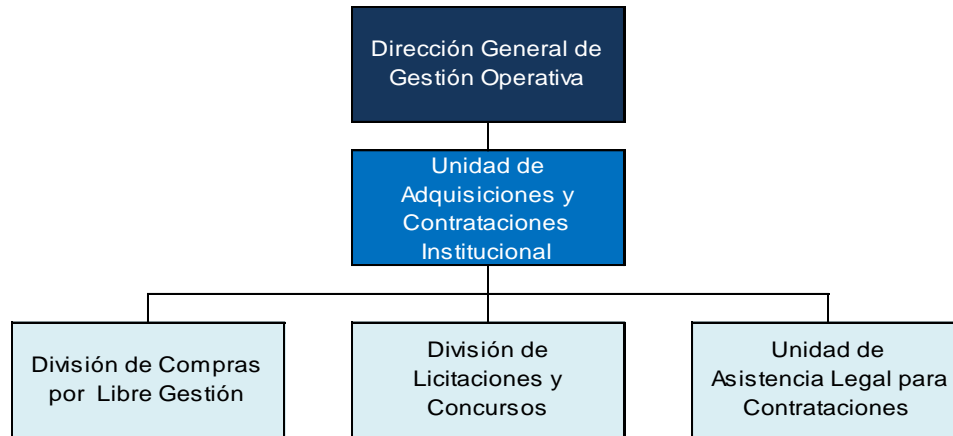 Dirección General de
Gestión Operativa
Unidad de
Adquisiciones y
Contrataciones
Institucional
División de Compras
por Libre Gestión
División de
Licitaciones y
Concursos
Unidad de
Asistencia Legal para
Contrataciones